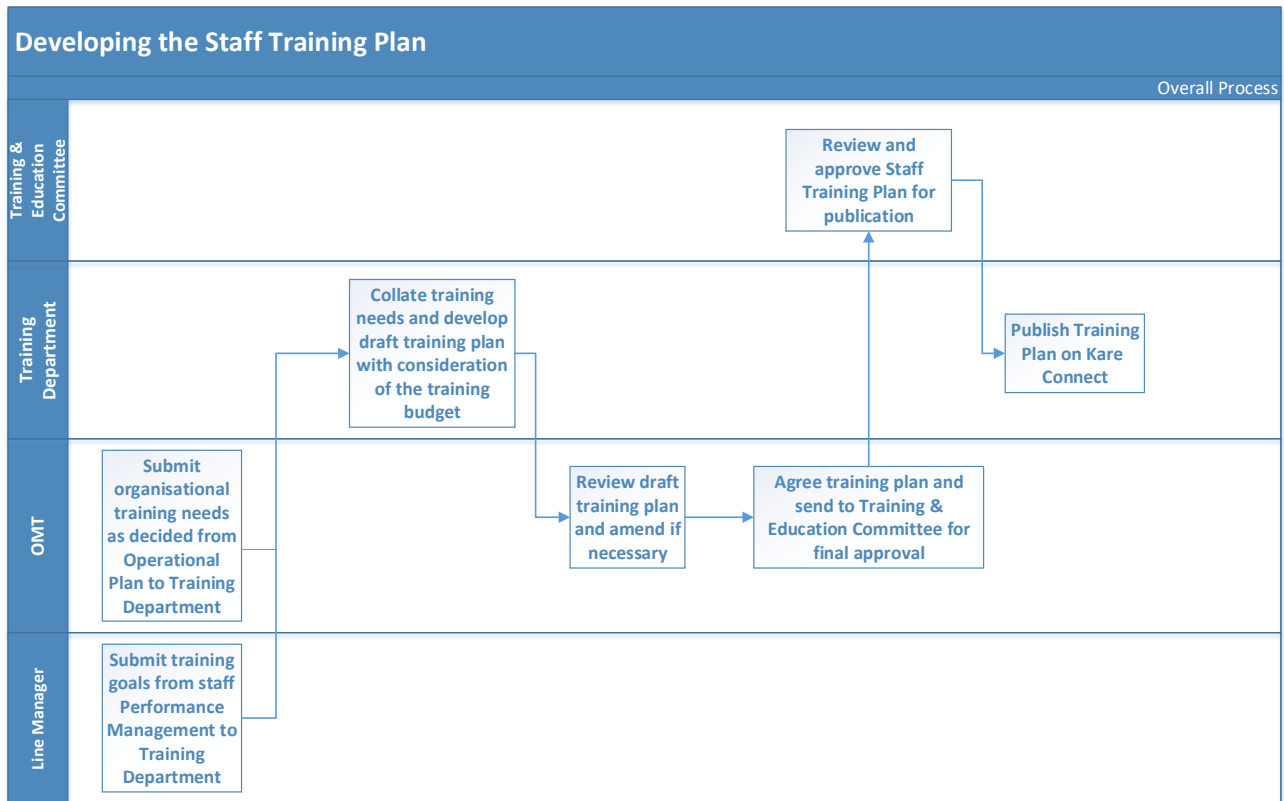 Developing the Staff Training Plan
Overall Process
Training &
Education
Committee
Review and
approve Staff
Training Plan for
publication
Training
Department
Collate training
needs and develop
draft training plan
with consideration
of the training
budget
Publish Training
Plan on Kare
Connect
OMT
Submit
organisational
training needs
as decided from
Operational
Plan to Training
Department
Review draft
training plan
and amend if
necessary
Agree training plan and
send to Training &
Education Committee for
final approval
Line Manager
Submit training
goals from staff
Performance
Management to
Training
Department